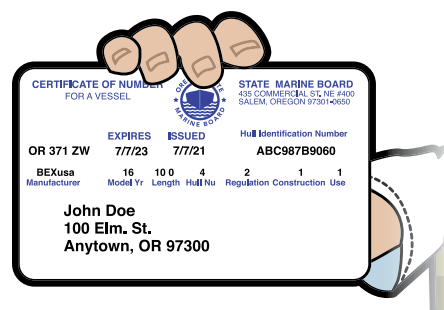 CERTIFICATE OF NUMBER
FOR A VESSEL
MARINE BOARD
STATE MARINE BOARD
435 COMMERCIAL ST. NE #400
SALEM, OREGON 97301-0650
EXPIRES ISSUED Hull Identification Number
OR 371 ZW 7/7/23 7/7/21 ABC987B9060
BEXusa 16 10 0 4 2 1 1
Manufacturer Model Yr Length Hull Nu Regulation Construction Use
John Doe
100 Elm. St.
Anytown, OR 97300